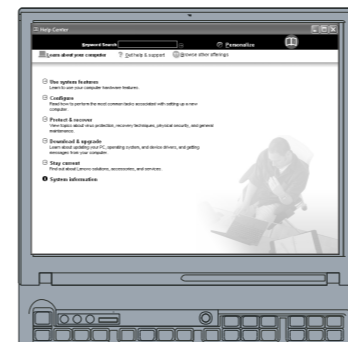 Help Center
Keyword Search Personalize
Learn about your computer ? Get help & support Browse other offerings
Use system features
Learn to use your computer hardware features.
Configure
Read how to perform the most common tasks associated with setting up a new
computer.
Protect & recover
View topics about virus protection, recovery techniques, physical security, and general
maintenance.
Download & upgrade
Learn about updating your PC, operating system, and device drivers, and getting
messages from your computer.
Stay current
Find out about Lenovo solutions, accessories, and services.
System information